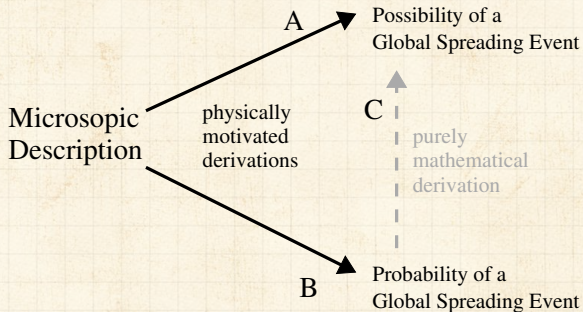 A
Possibility of a
Global Spreading Event
Microsopic
Description
physically
motivated
derivations
C
purely
mathematical
derivation
B
Probability of a
Global Spreading Event